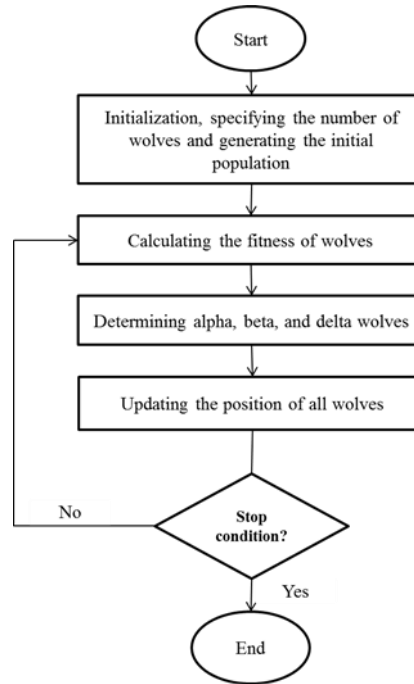 Start
Initialization, specifying the number of
wolves and generating the initial
population
Calculating the fitness of wolves
Determining alpha, beta, and delta wolves
Updating the position of all wolves
No
Stop
condition?
Yes
End